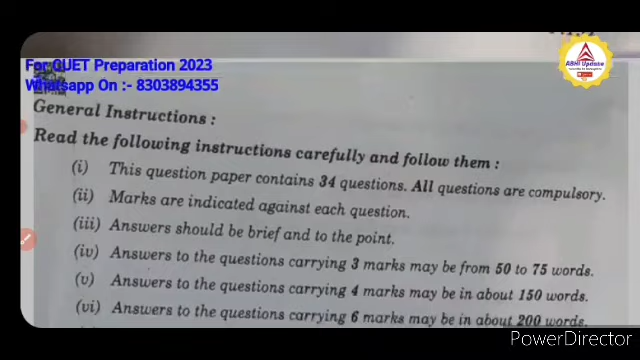 For CUET Preparation 2023
Whatsapp On :- 8303894355
ABHI Update
General Instructions :
Read the following instructions carefully and follow them :
(i) This question paper contains 34 questions. All questions are compulsory.
(ii) Marks are indicated against each question.
(iii) Answers should be brief and to the point.
(iv) Answers to the questions carrying 3 marks may be from 50 to 75 words.
(v) Answers to the questions carrying 4 marks may be in about 150 words.
(vi) Answers to the questions carrying 6 marks may be in about 200 words.
PowerDirector